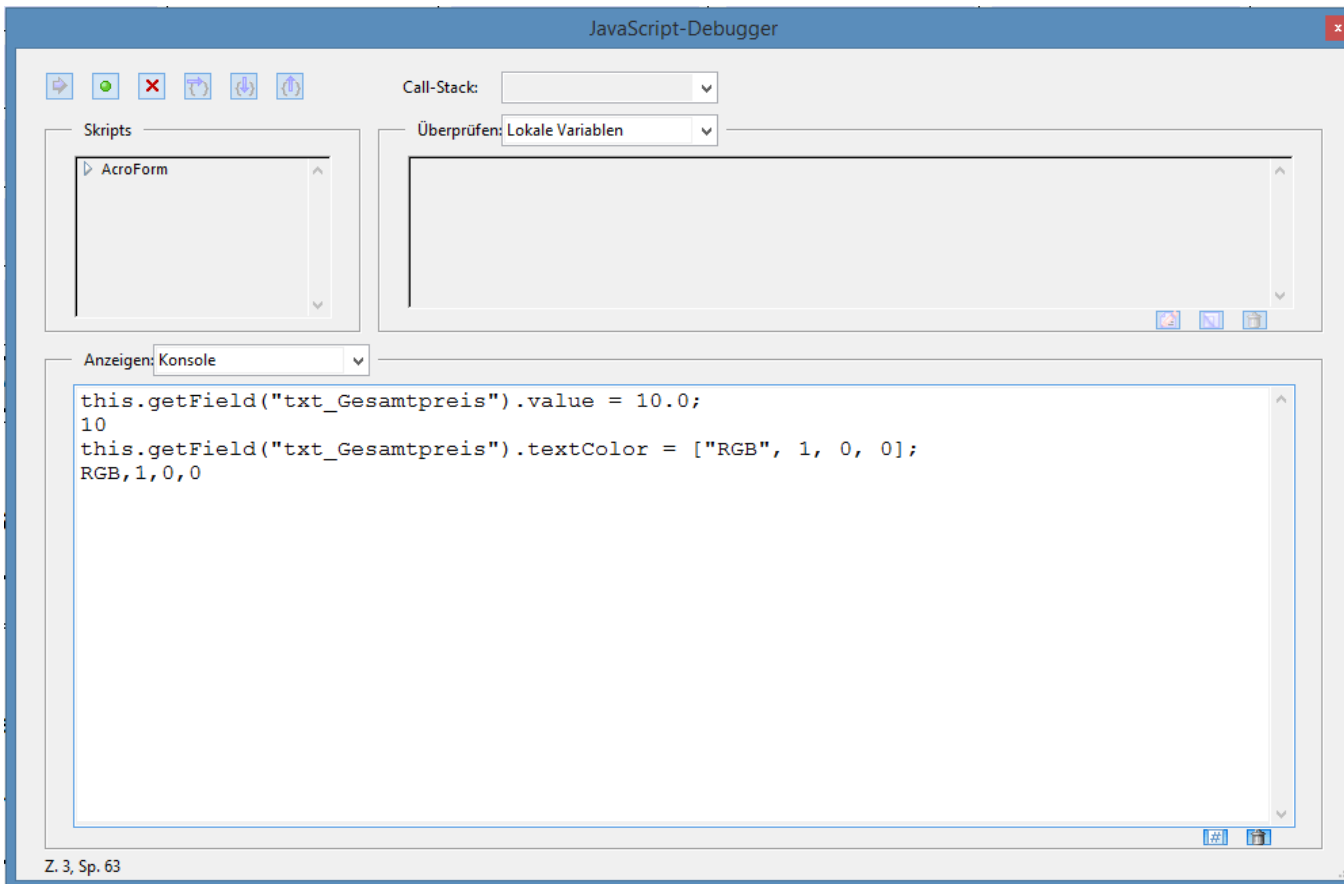 JavaScript-Debugger
x
Call-Stack:
Skripts
Überprüfen: Lokale Variablen
AcroForm
Anzeigen: Konsole
this.getField("txt_Gesamtpreis").value = 10.0;
10
this.getField("txt_Gesamtpreis").textColor = ["RGB", 1, 0, 0];
RGB,1,0,0
Z. 3, Sp. 63